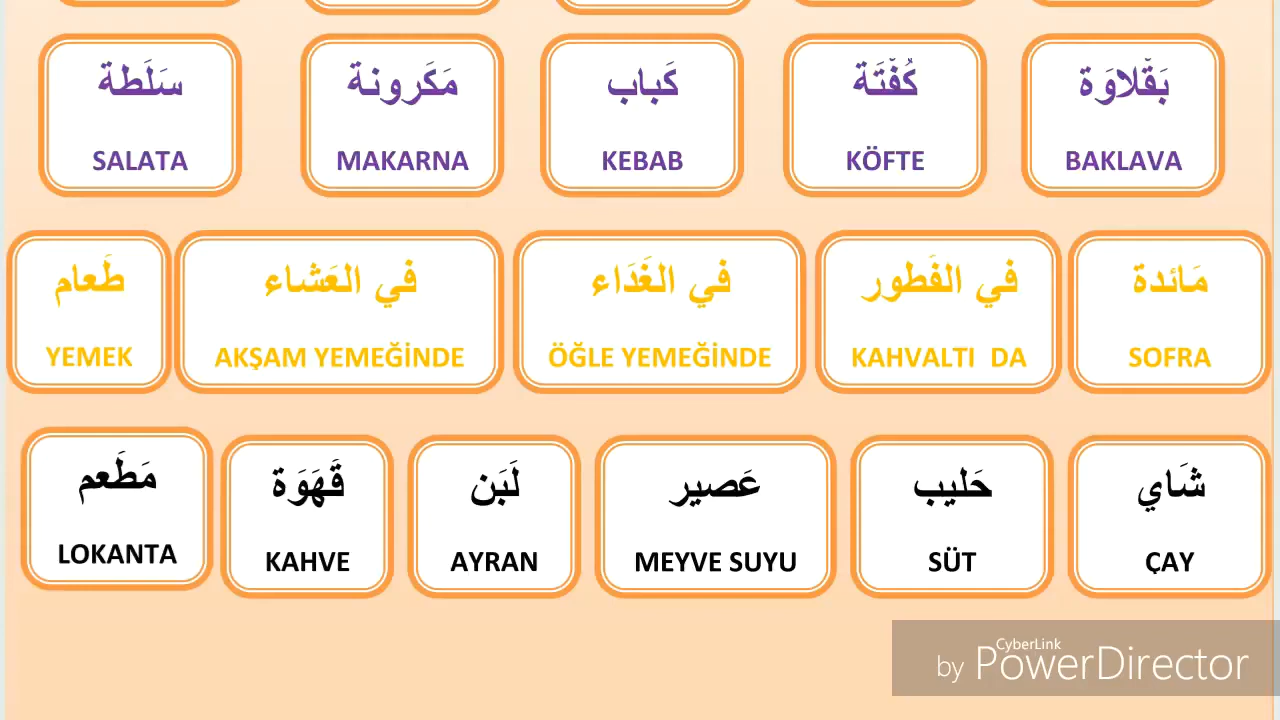 سَلَطة
SALATA
مَكَرونة
MAKARNA
كَباب
KEBAB
كُفْتَة
KÖFTE
بَقْلاوَة
BAKLAVA
طَعام
YEMEK
في العَشاء
AKŞAM YEMEĞİNDE
في الغَدَاء
ÖĞLE YEMEĞİNDE
في الفَطور
KAHVALTI DA
مَائدة
SOFRA
مَطَعم
LOKANTA
قَهَوَة
KAHVE
لَبَن
AYRAN
عَصير
MEYVE SUYU
حَليب
SÜT
شَاي
ÇAY
CyberLink
by PowerDirector